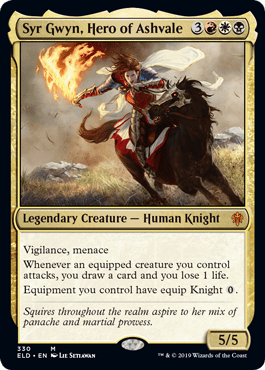 Syr Gwyn, Hero of Ashvale 3
Legendary Creature — Human Knight
Vigilance, menace
Whenever an equipped creature you control
attacks, you draw a card and you lose 1 life.
Equipment you control have equip Knight 0.
Squires throughout the realm aspire to her mix of
panache and martial prowess.
5/5
330 M
ELD • EN LIE SETIAWAN
™ & © 2019 Wizards of the Coast